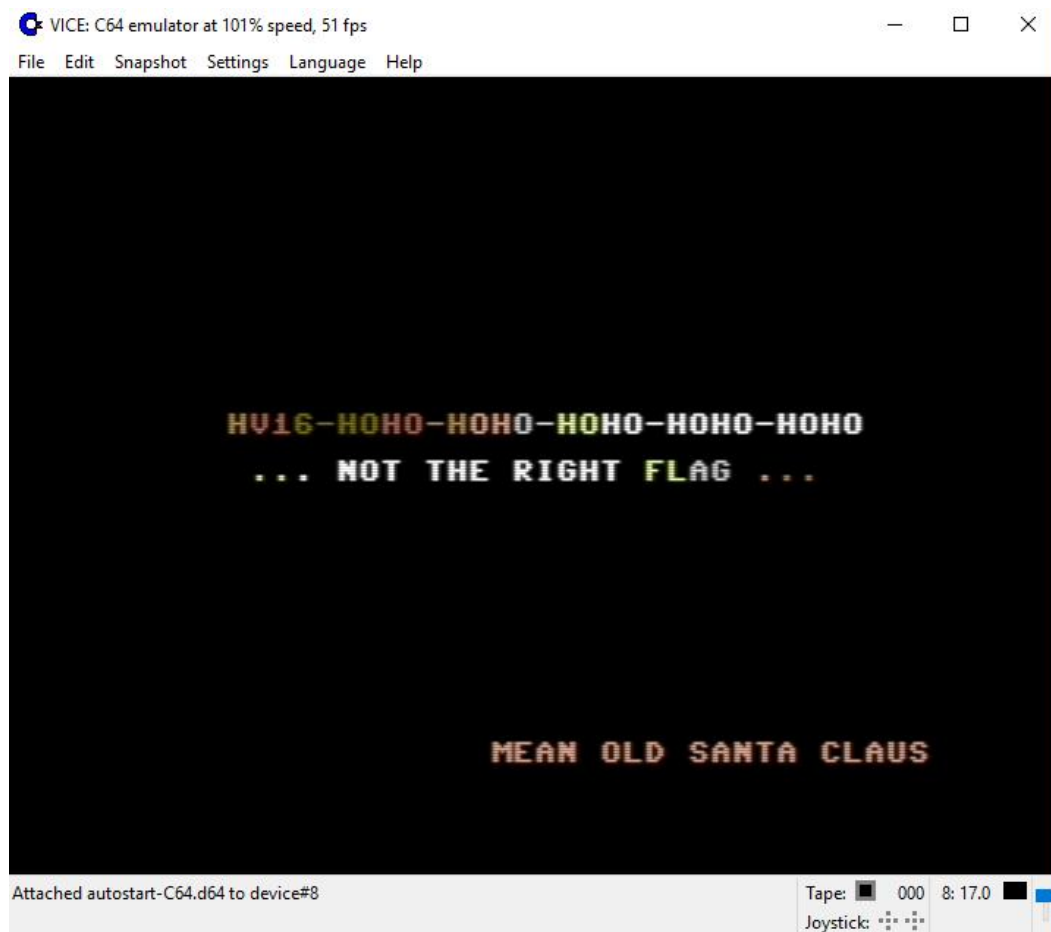 VICE: C64 emulator at 101% speed, 51 fps
File Edit Snapshot Settings Language Help
HV16-HOHO-HOHO-HOHO-HOHO-HOHO
... NOT THE RIGHT FLAG ...
MEAN OLD SANTA CLAUS
Attached autostart-C64.d64 to device#8
Tape: 000 8: 17.0
Joystick: